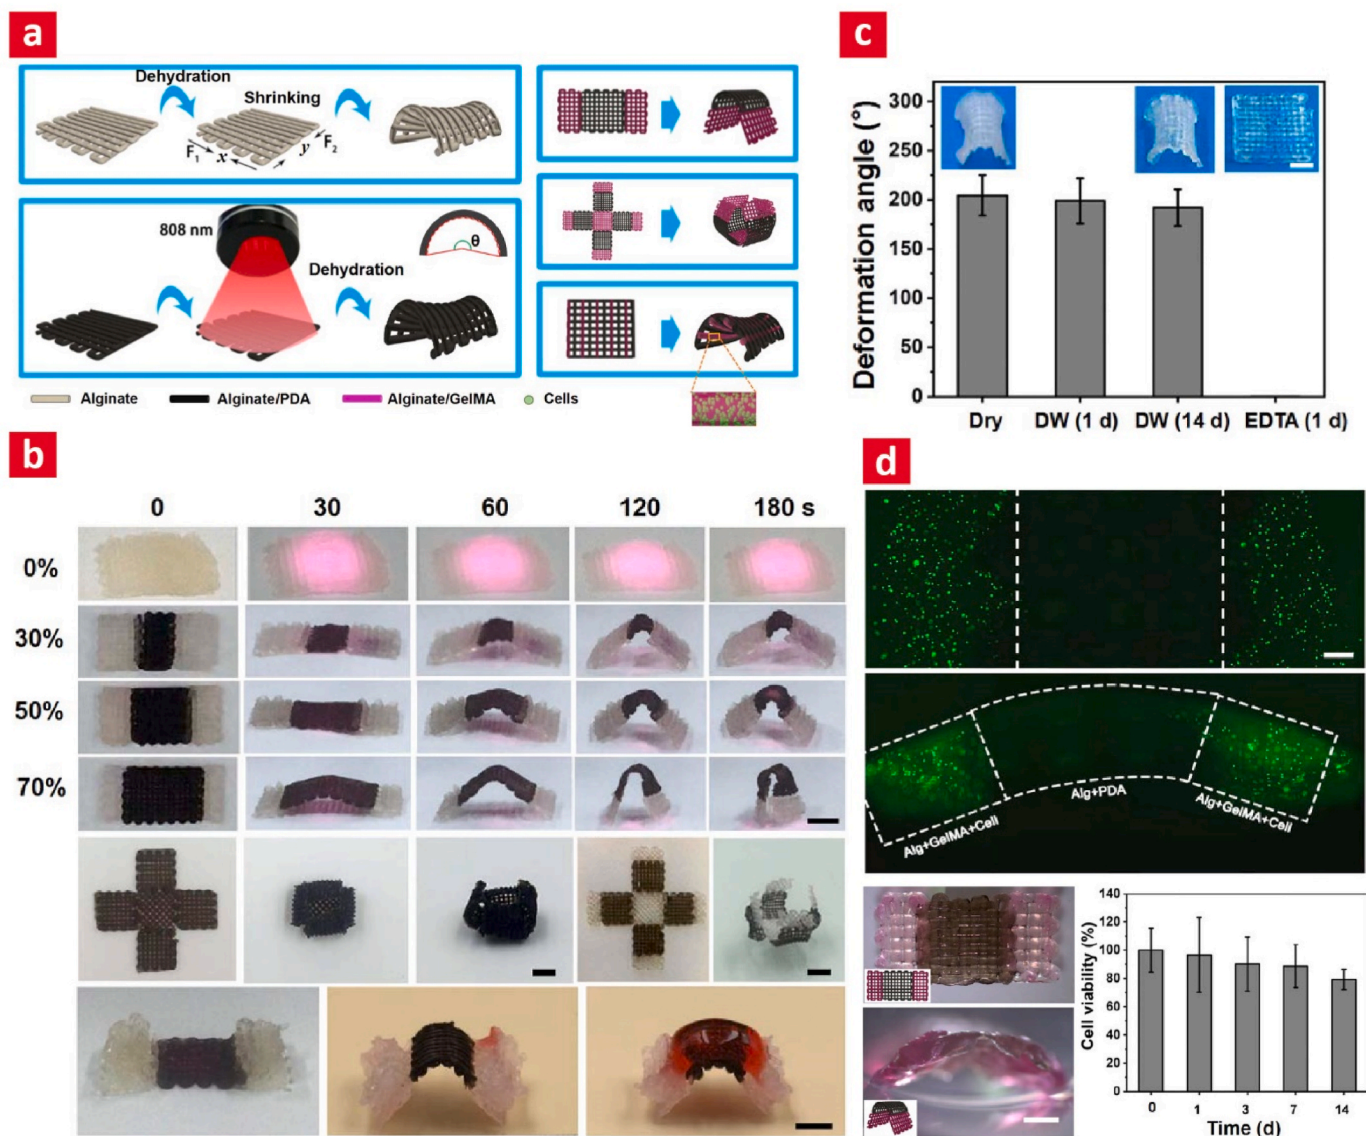 a
Dehydration
Shrinking
F1
x
y
F2
808 nm
θ
Dehydration
Alginate
Alginate/PDA
Alginate/GelMA
Cells
b
0
30
60
120
180 s
0%
30%
50%
70%
c
Deformation angle (°)
300
250
200
150
100
50
0
Dry
DW (1 d)
DW (14 d)
EDTA (1 d)
d
Alg+GelMA+Cell
Alg+PDA
Alg+GelMA+Cell
Cell viability (%)
140
120
100
80
60
40
20
0
0
1
3
7
14
Time (d)